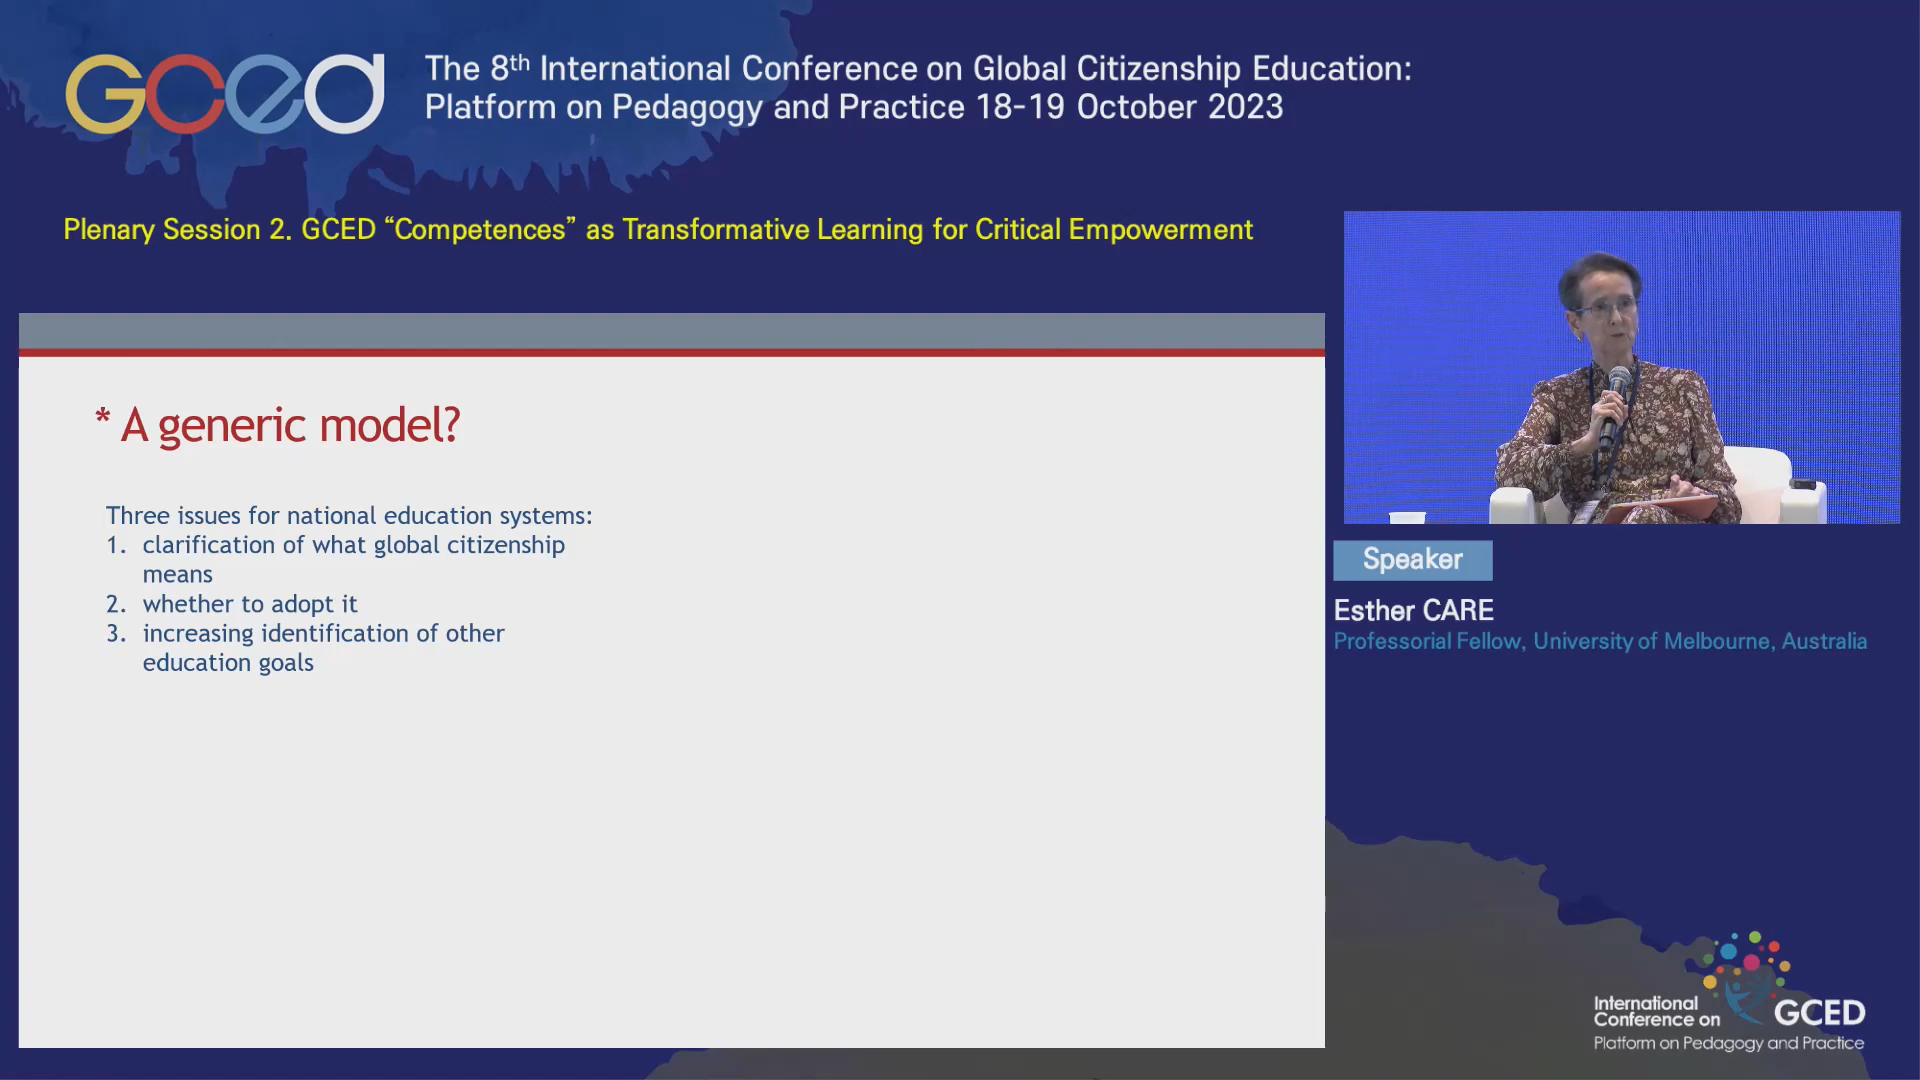 GCED
The 8th International Conference on Global Citizenship Education:
Platform on Pedagogy and Practice 18-19 October 2023
Plenary Session 2. GCED “Competences” as Transformative Learning for Critical Empowerment
* A generic model?
Three issues for national education systems:
1. clarification of what global citizenship
means
2. whether to adopt it
3. increasing identification of other
education goals
Speaker
Esther CARE
Professorial Fellow, University of Melbourne, Australia
International
Conference on GCED
Platform on Pedagogy and Practice